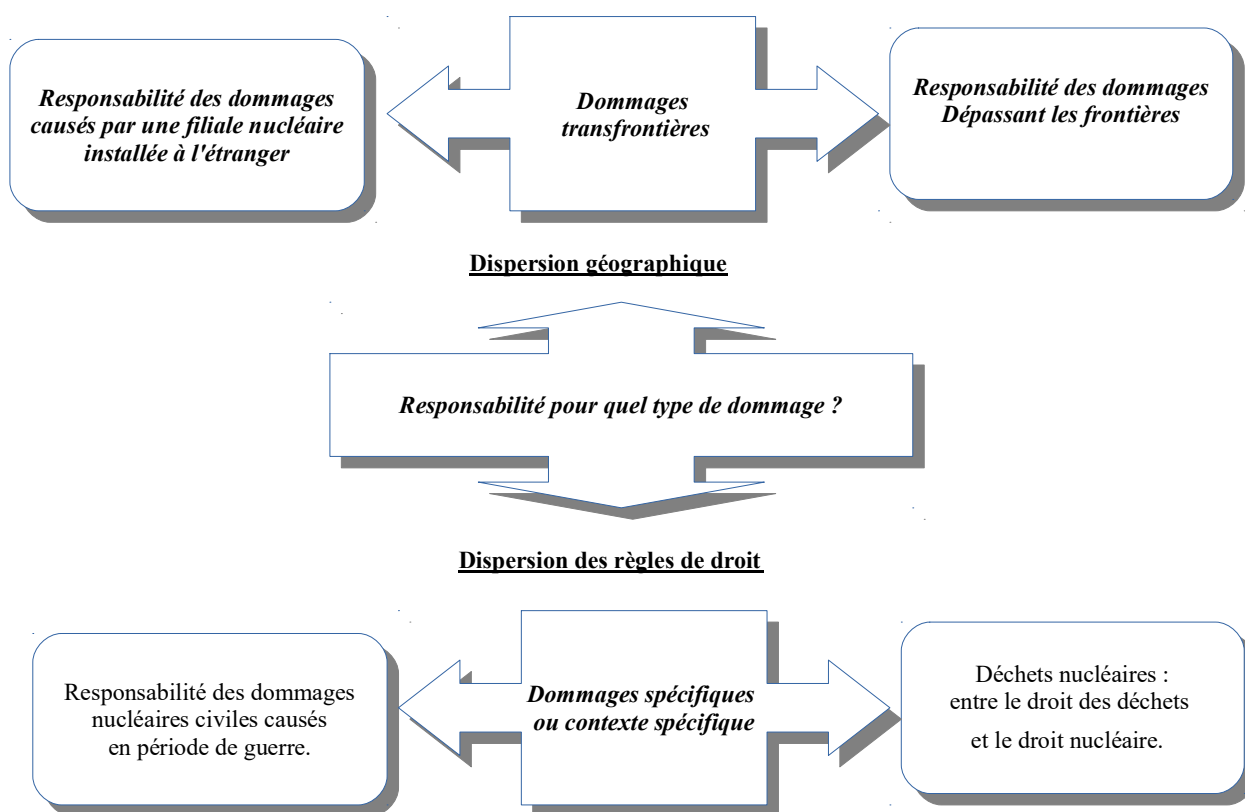 Responsabilité des dommages
causés par une filiale nucléaire
installée à l'étranger
Dommages
transfrontières
Responsabilité des dommages
Dépassant les frontières
Dispersion géographique
Responsabilité pour quel type de dommage ?
Dispersion des règles de droit
Responsabilité des dommages
nucléaires civiles causés
en période de guerre.
Dommages spécifiques
ou contexte spécifique
Déchets nucléaires :
entre le droit des déchets
et le droit nucléaire.